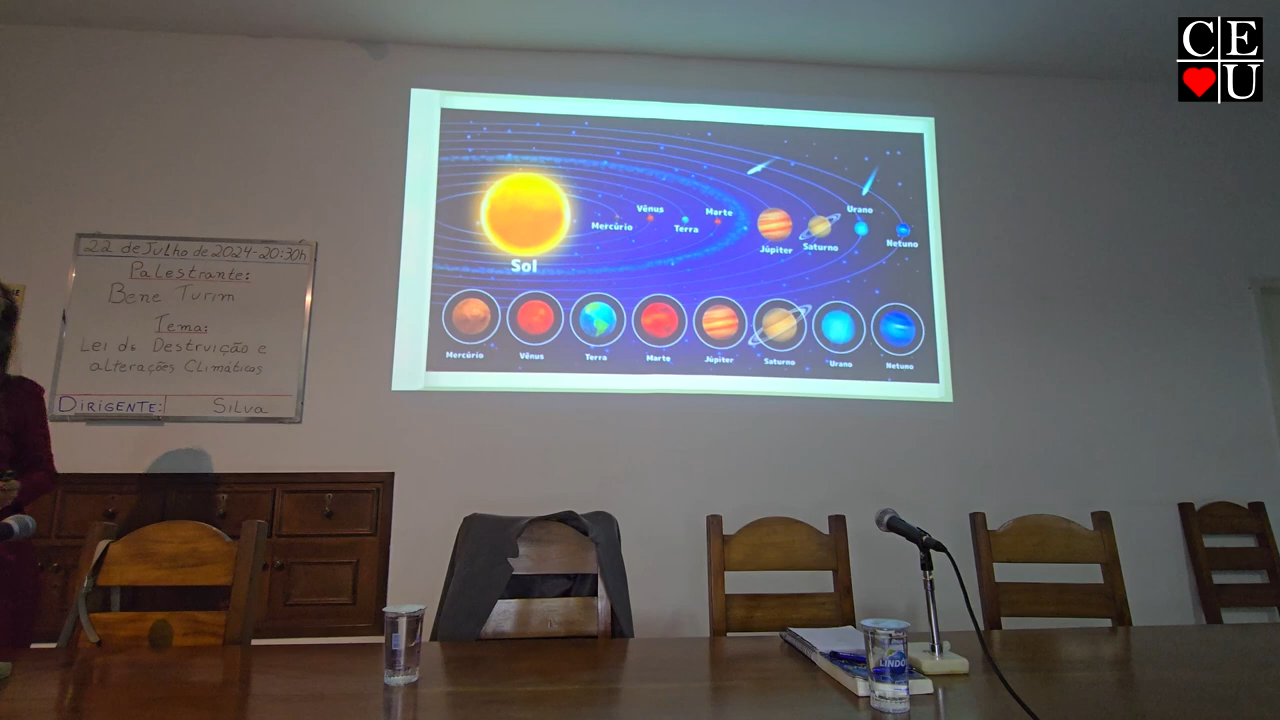 22 de Julho de 2024-20:30h
Palestrante:
Bene Turim
Tema:
Lei de Destruição e
alterações Climáticas
DIRIGENTE: Silva
Sol
Mercúrio
Vênus
Terra
Marte
Júpiter
Saturno
Urano
Netuno
Mercúrio Vênus Terra Marte Júpiter Saturno Urano Netuno
LINDO
CE
U